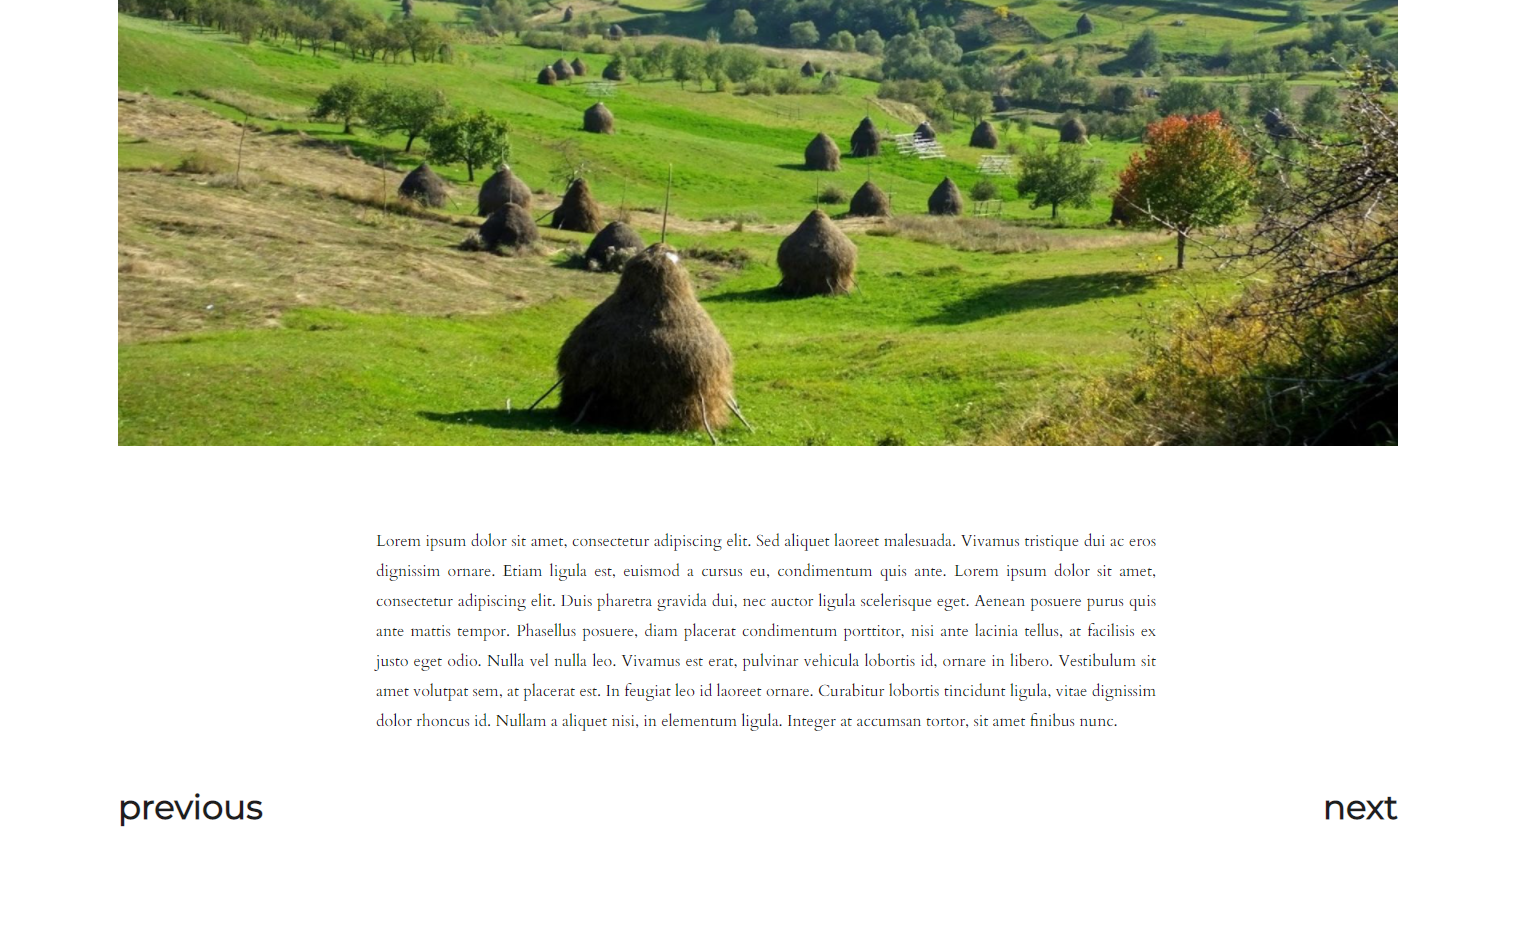 Lorem ipsum dolor sit amet, consectetur adipiscing elit. Sed aliquet laoreet malesuada. Vivamus tristique dui ac eros
dignissim ornare. Etiam ligula est, euismod a cursus eu, condimentum quis ante. Lorem ipsum dolor sit amet,
consectetur adipiscing elit. Duis pharetra gravida dui, nec auctor ligula scelerisque eget. Aenean posuere purus quis
ante mattis tempor. Phasellus posuere, diam placerat condimentum porttitor, nisi ante lacinia tellus, at facilisis ex
justo eget odio. Nulla vel nulla leo. Vivamus est erat, pulvinar vehicula lobortis id, ornare in libero. Vestibulum sit
amet volutpat sem, at placerat est. In feugiat leo id laoreet ornare. Curabitur lobortis tincidunt ligula, vitae dignissim
dolor rhoncus id. Nullam a aliquet nisi, in elementum ligula. Integer at accumsan tortor, sit amet finibus nunc.
previous
next